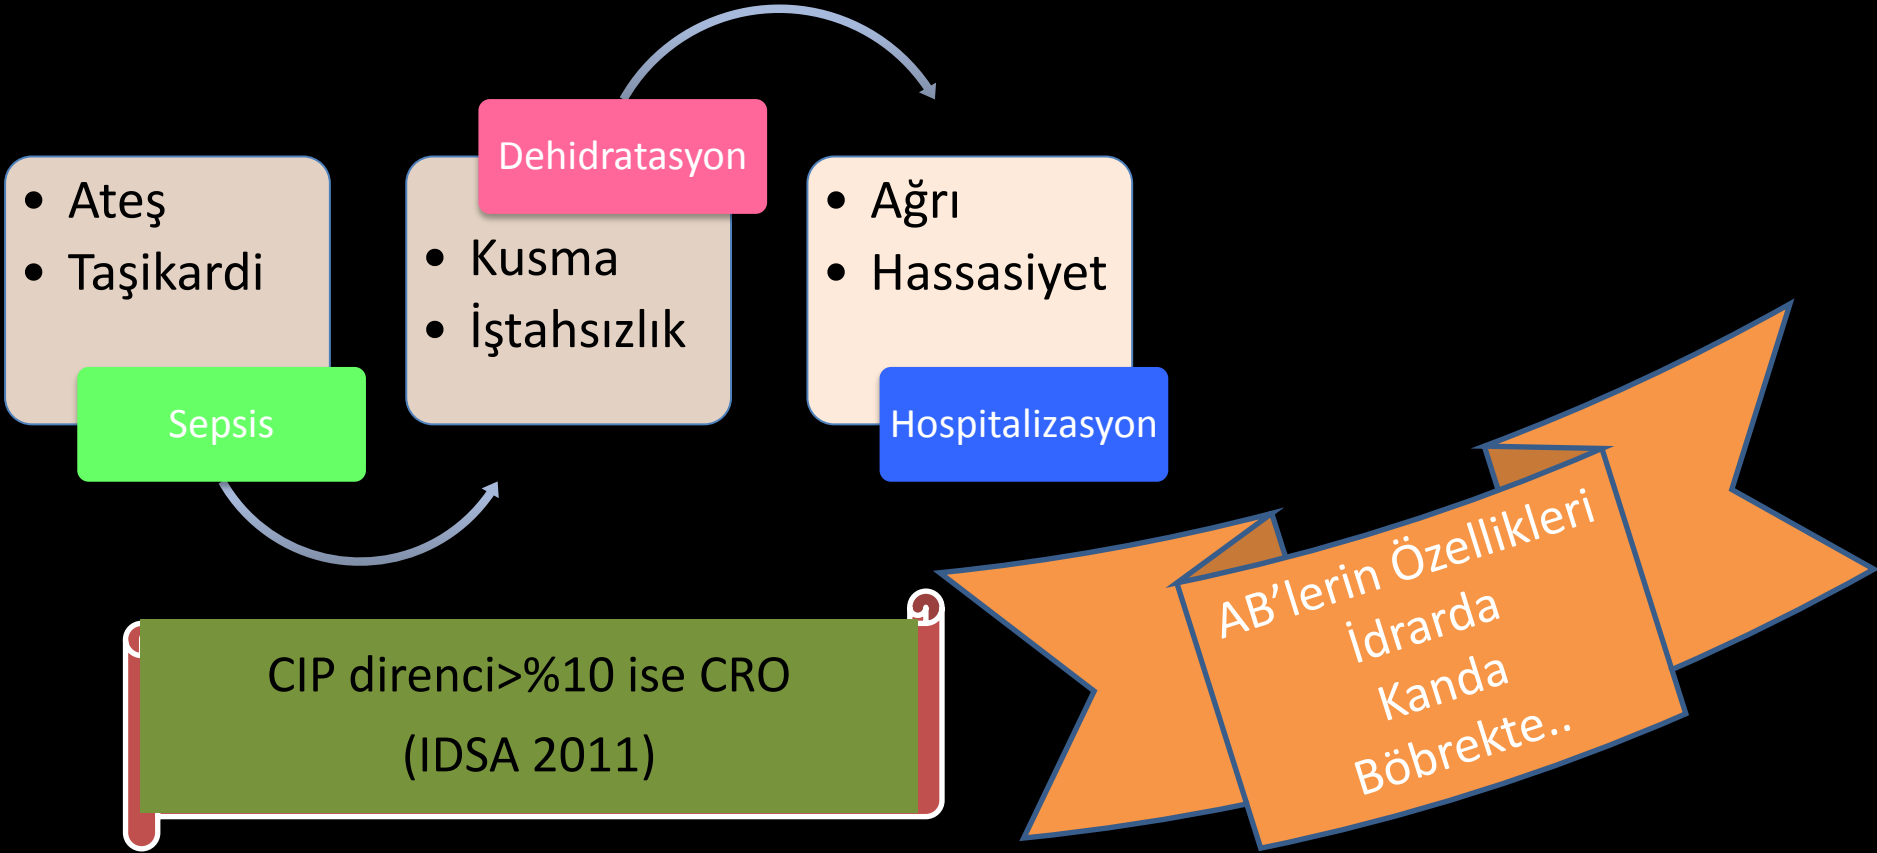 • Ateş
• Taşikardi
Sepsis
Dehidratasyon
• Kusma
• İştahsızlık
• Ağrı
• Hassasiyet
Hospitalizasyon
CIP direnci>%10 ise CRO
(IDSA 2011)
AB’lerin Özellikleri
İdrarda
Kanda
Böbrekte..